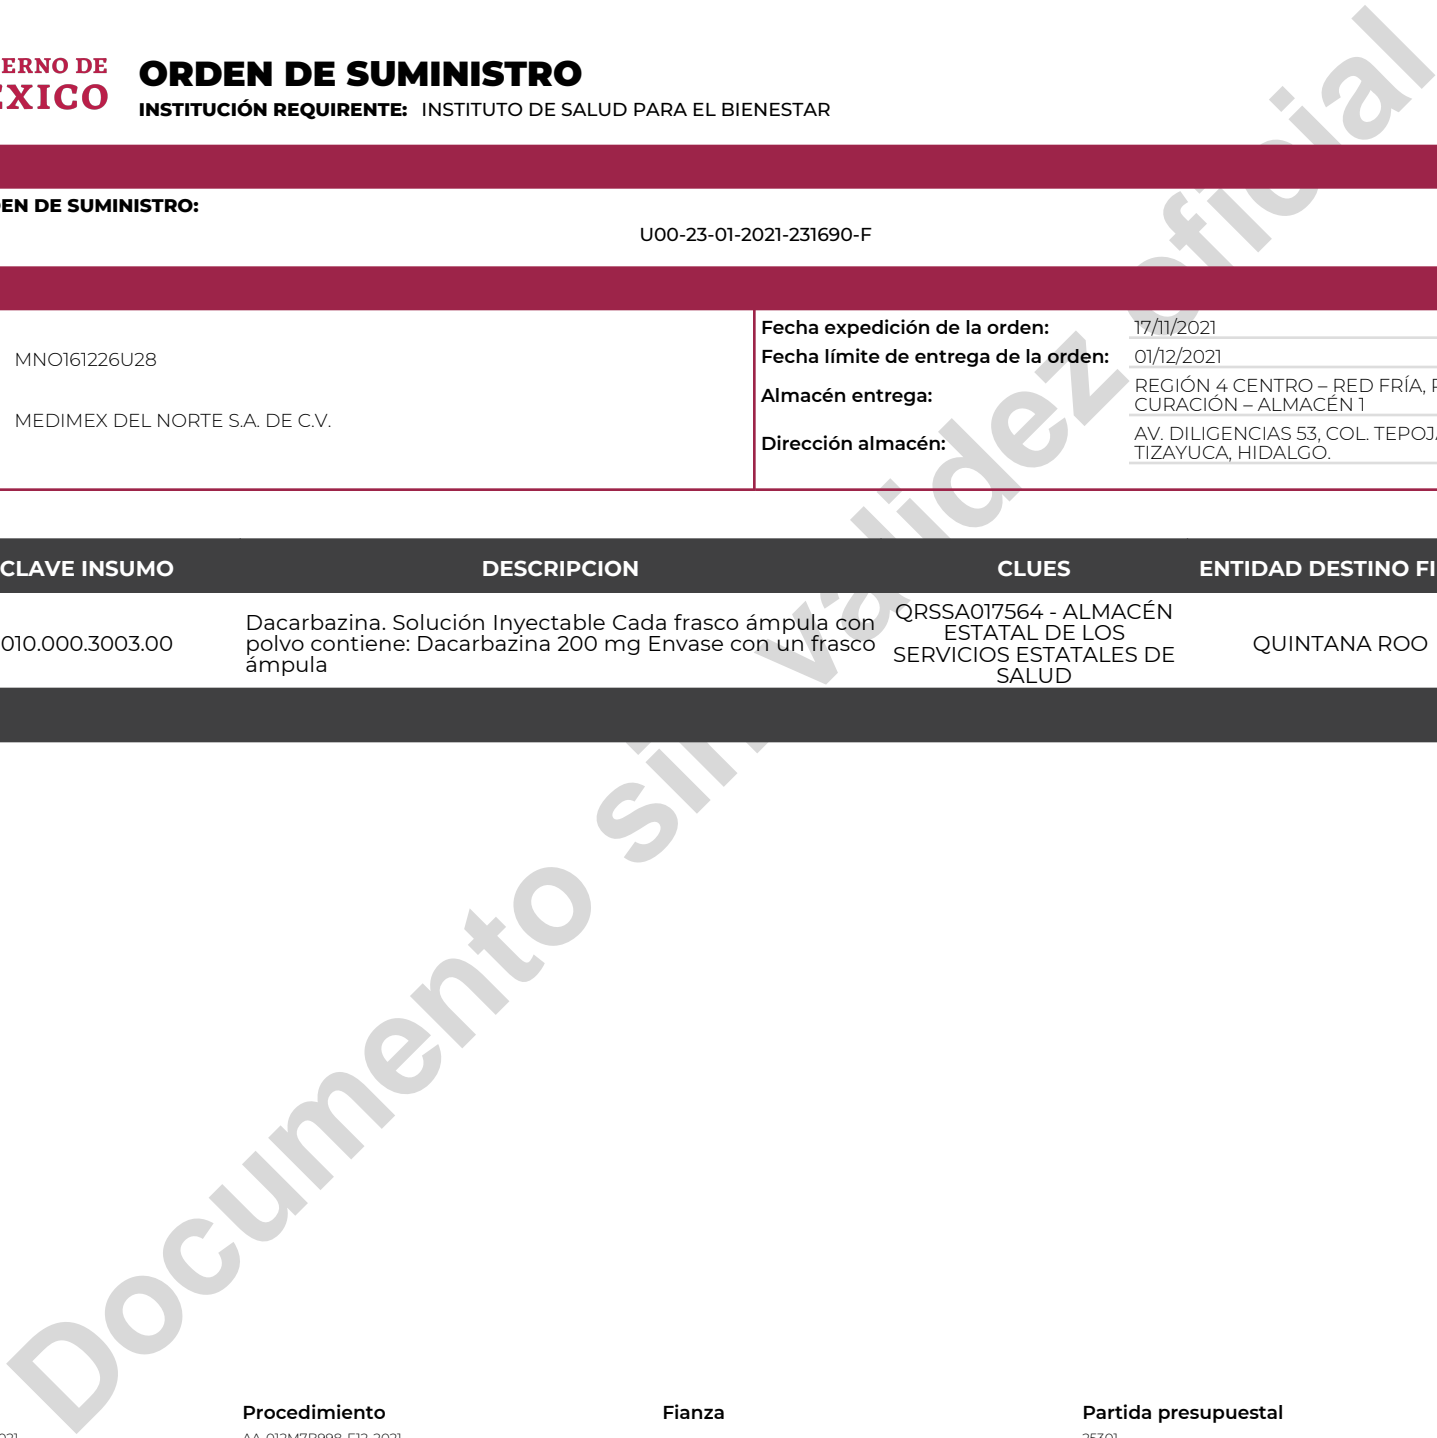 ERNO DE
ORDEN DE SUMINISTRO
INSTITUCIÓN REQUIRENTE: INSTITUTO DE SALUD PARA EL BIENESTAR
EN DE SUMINISTRO:
U00-23-01-2021-231690-F
MNO161226U28
MEDIMEX DEL NORTE S.A. DE C.V.
Fecha expedición de la orden: 17/11/2021
Fecha límite de entrega de la orden: 01/12/2021
Almacén entrega: REGIÓN 4 CENTRO – RED FRÍA,
CURACIÓN – ALMACÉN 1
Dirección almacén: AV. DILIGENCIAS 53, COL. TEPOJ
TIZAYUCA, HIDALGO.
CLAVE INSUMO DESCRIPCION CLUES ENTIDAD DESTINO FI
010.000.3003.00
Dacarbazina. Solución Inyectable Cada frasco ámpula con
polvo contiene: Dacarbazina 200 mg Envase con un frasco
ámpula
QRSSA017564 - ALMACÉN
ESTATAL DE LOS
SERVICIOS ESTATALES DE
SALUD
QUINTANA ROO
Documento sin validez oficial
Procedimiento Fianza Partida presupuestal